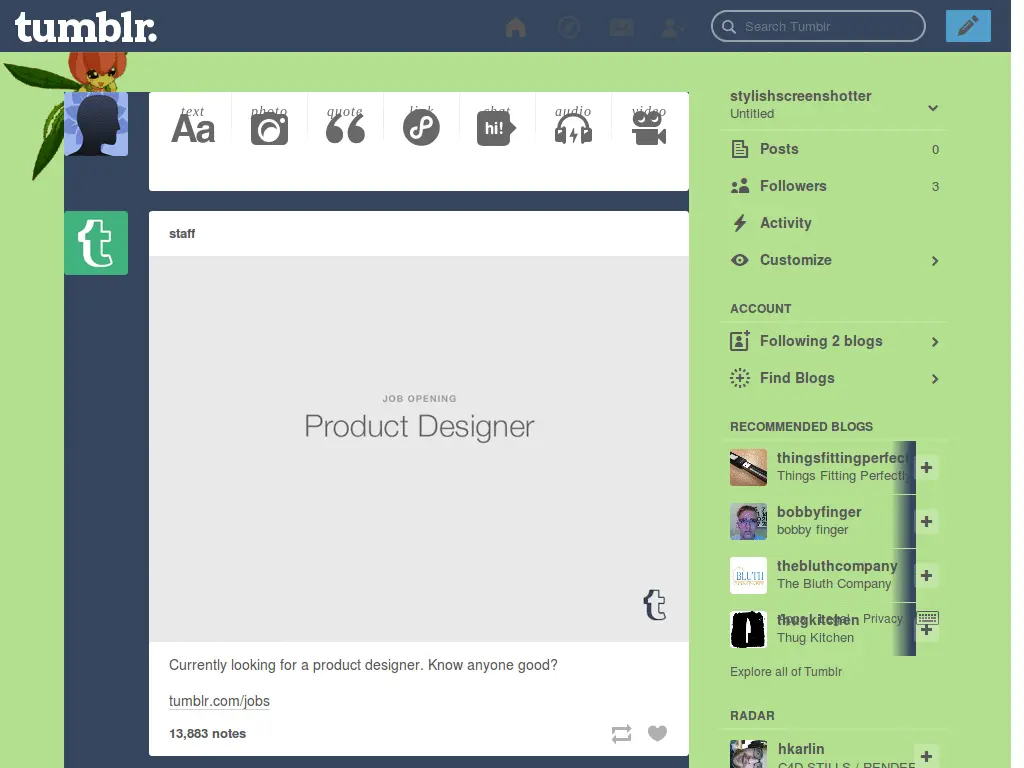 tumblr.
Search Tumblr
text photo quote link chat audio video
Aa
hi!
stylishscreenshotter
Untitled
Posts 0
Followers 3
Activity
Customize
ACCOUNT
Following 2 blogs
Find Blogs
RECOMMENDED BLOGS
thingsfittingperfect
Things Fitting Perfectly
bobbyfinger
bobby finger
BLUTH
thebluthcompany
The Bluth Company
thugkitchen
Legal Privacy
Thug Kitchen
Explore all of Tumblr
RADAR
hkarlin
C4D STILLS / RENDER
t
staff
JOB OPENING
Product Designer
t
Currently looking for a product designer. Know anyone good?
tumblr.com/jobs
13,883 notes